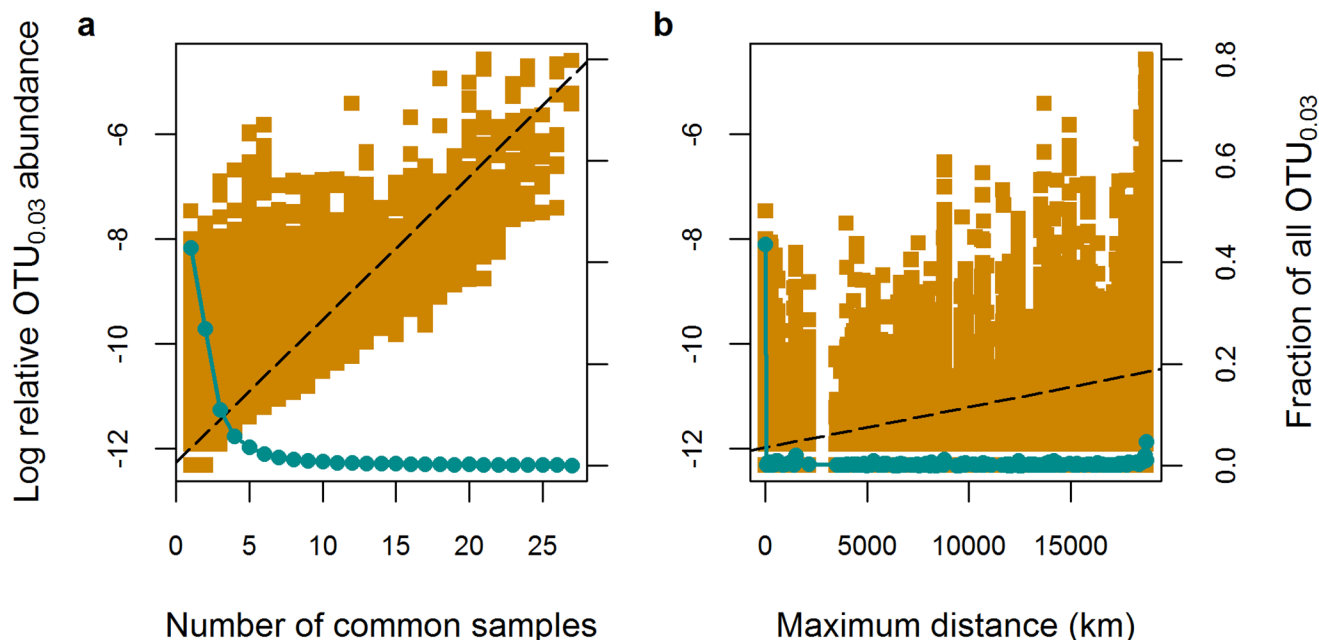 a
b
Log relative OTU0.03 abundance
-6
-8
-10
-12
0 5 10 15 20 25
Number of common samples
0 5000 10000 15000
Maximum distance (km)
0.8
0.6
0.4
0.2
0.0
Fraction of all OTU0.03